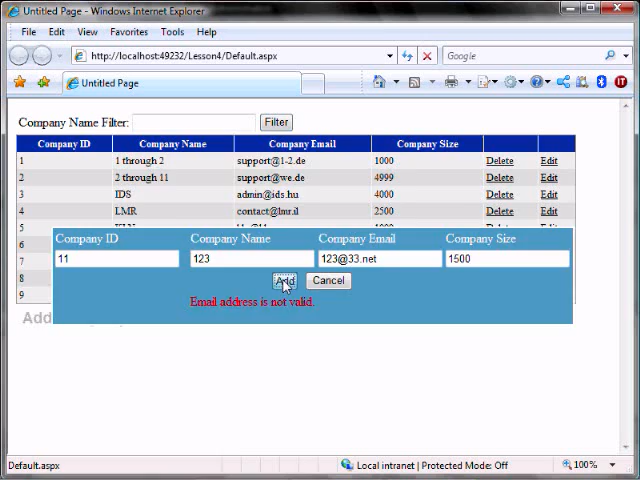 Untitled Page - Windows Internet Explorer
http://localhost:49232/Lesson4/Default.aspx
Google
File Edit View Favorites Tools Help
Untitled Page
Company Name Filter: Filter
Company ID Company Name Company Email Company Size
1 1 through 2 support@1-2.de 1000 Delete Edit
2 2 through 11 support@we.de 4999 Delete Edit
3 IDS admin@ids.hu 4000 Delete Edit
4 LMR contact@lmr.il 2500 Delete Edit
Company ID Company Name Company Email Company Size
11 123 123@33.net 1500
7
8
Add Cancel
9
Email address is not valid.
Add
Default.aspx
Local intranet | Protected Mode: Off
100%